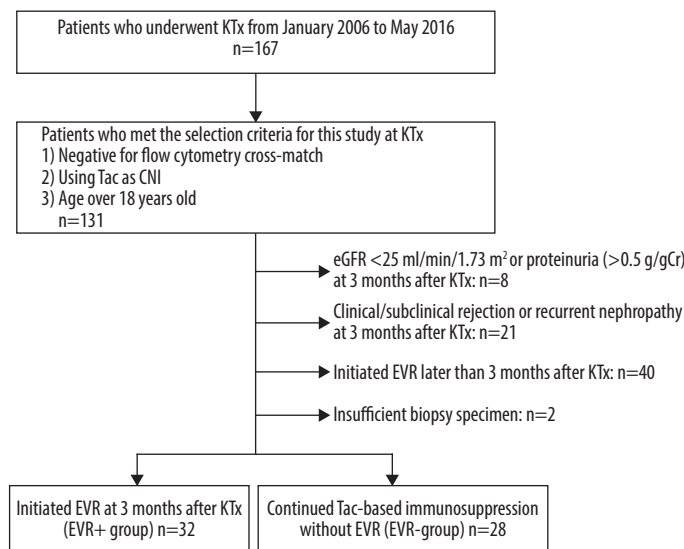 Patients who underwent KTx from January 2006 to May 2016
n=167
Patients who met the selection criteria for this study at KTx
1) Negative for flow cytometry cross-match
2) Using Tac as CNI
3) Age over 18 years old
n=131
eGFR <25 ml/min/1.73 m² or proteinuria (>0.5 g/gCr)
at 3 months after KTx: n=8
Clinical/subclinical rejection or recurrent nephropathy
at 3 months after KTx: n=21
Initiated EVR later than 3 months after KTx: n=40
Insufficient biopsy specimen: n=2
Initiated EVR at 3 months after KTx
(EVR+ group) n=32
Continued Tac-based immunosuppression
without EVR (EVR-group) n=28